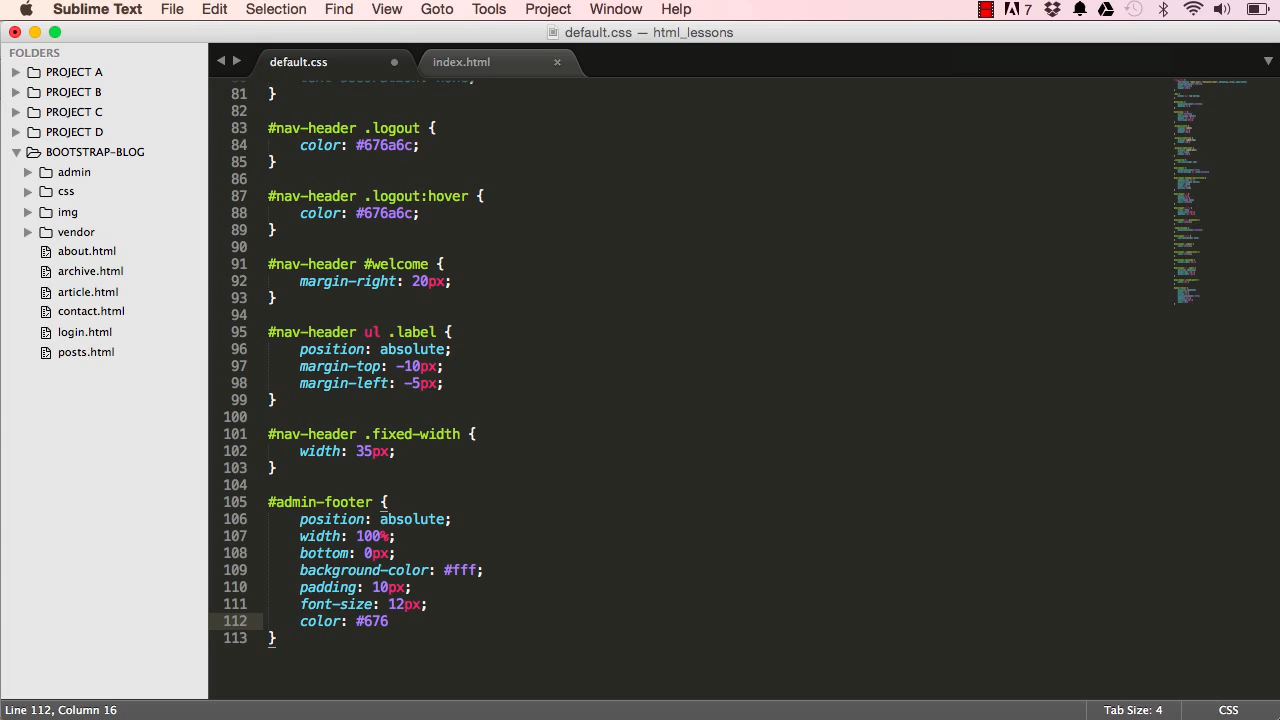 Sublime Text File Edit Selection Find View Goto Tools Project Window Help 7
default.css — html_lessons
FOLDERS
PROJECT A
PROJECT B
PROJECT C
PROJECT D
BOOTSTRAP-BLOG
admin
css
img
vendor
about.html
archive.html
article.html
contact.html
login.html
posts.html
default.css
index.html
81 }
82
83 #nav-header .logout {
84 color: #676a6c;
85 }
86
87 #nav-header .logout:hover {
88 color: #676a6c;
89 }
90
91 #nav-header #welcome {
92 margin-right: 20px;
93 }
94
95 #nav-header ul .label {
96 position: absolute;
97 margin-top: -10px;
98 margin-left: -5px;
99 }
100
101 #nav-header .fixed-width {
102 width: 35px;
103 }
104
105 #admin-footer {
106 position: absolute;
107 width: 100%;
108 bottom: 0px;
109 background-color: #fff;
110 padding: 10px;
111 font-size: 12px;
112 color: #676
113 }
Line 112, Column 16 Tab Size: 4 CSS